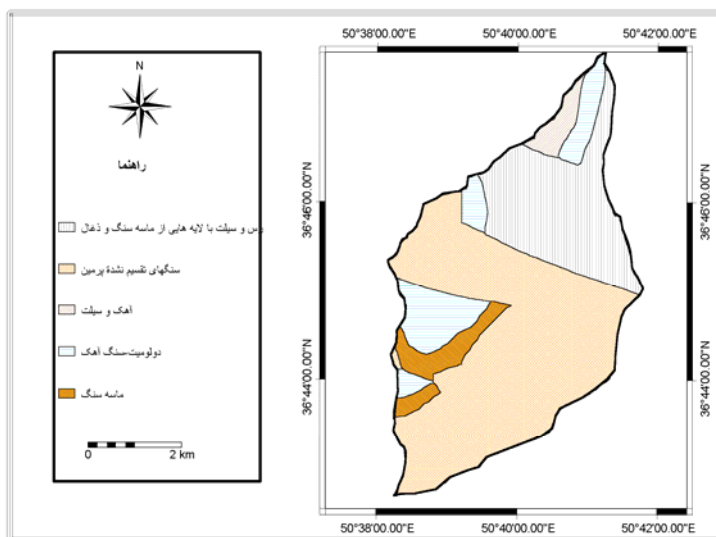 N
راهنما
س و سیلت با لایه هایی از ماسه سنگ و ذغال
سنگهای تقسیم نشدهٔ پرمین
آهک و سیلت
دولومیت-سنگ آهک
ماسه سنگ
0 2 km
50°38'00.00"E 50°40'00.00"E 50°42'00.00"E
36°46'00.00"N 36°46'00.00"N
36°44'00.00"N 36°44'00.00"N
50°38'00.00"E 50°40'00.00"E 50°42'00.00"E